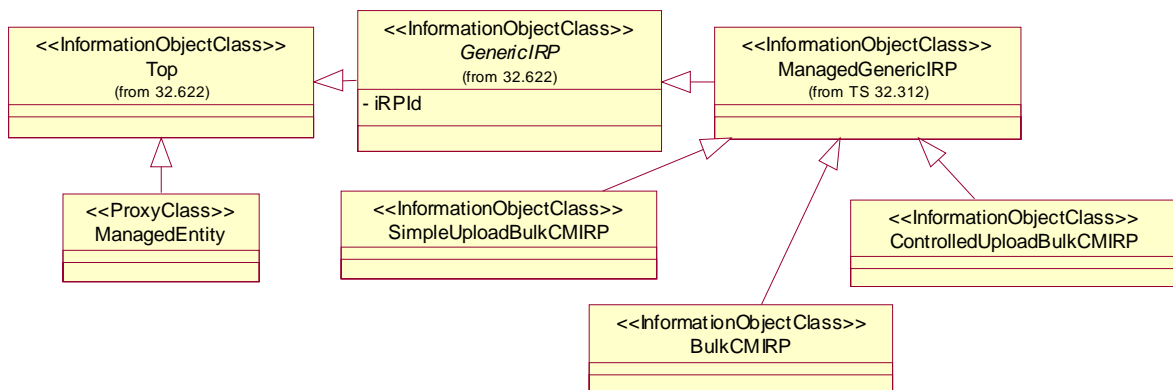 <<InformationObjectClass>>
Top
(from 32.622)
<<InformationObjectClass>>
GenericIRP
(from 32.622)
- iRPId
<<InformationObjectClass>>
ManagedGenericIRP
(from TS 32.312)
<<ProxyClass>>
ManagedEntity
<<InformationObjectClass>>
SimpleUploadBulkCMIRP
<<InformationObjectClass>>
ControlledUploadBulkCMIRP
<<InformationObjectClass>>
BulkCMIRP